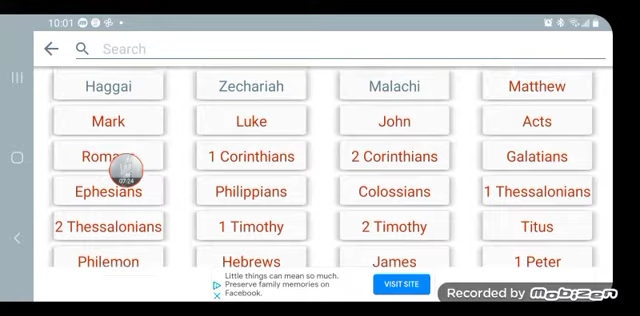 10:01
Search
Haggai Zechariah Malachi Matthew
Mark Luke John Acts
Roma 1 Corinthians 2 Corinthians Galatians
07:24
Ephesians Philippians Colossians 1 Thessalonians
2 Thessalonians 1 Timothy 2 Timothy Titus
Philemon Hebrews James 1 Peter
Little things can mean so much.
Preserve family memories on
Facebook.
VISIT SITE
Recorded by MOBIZEN